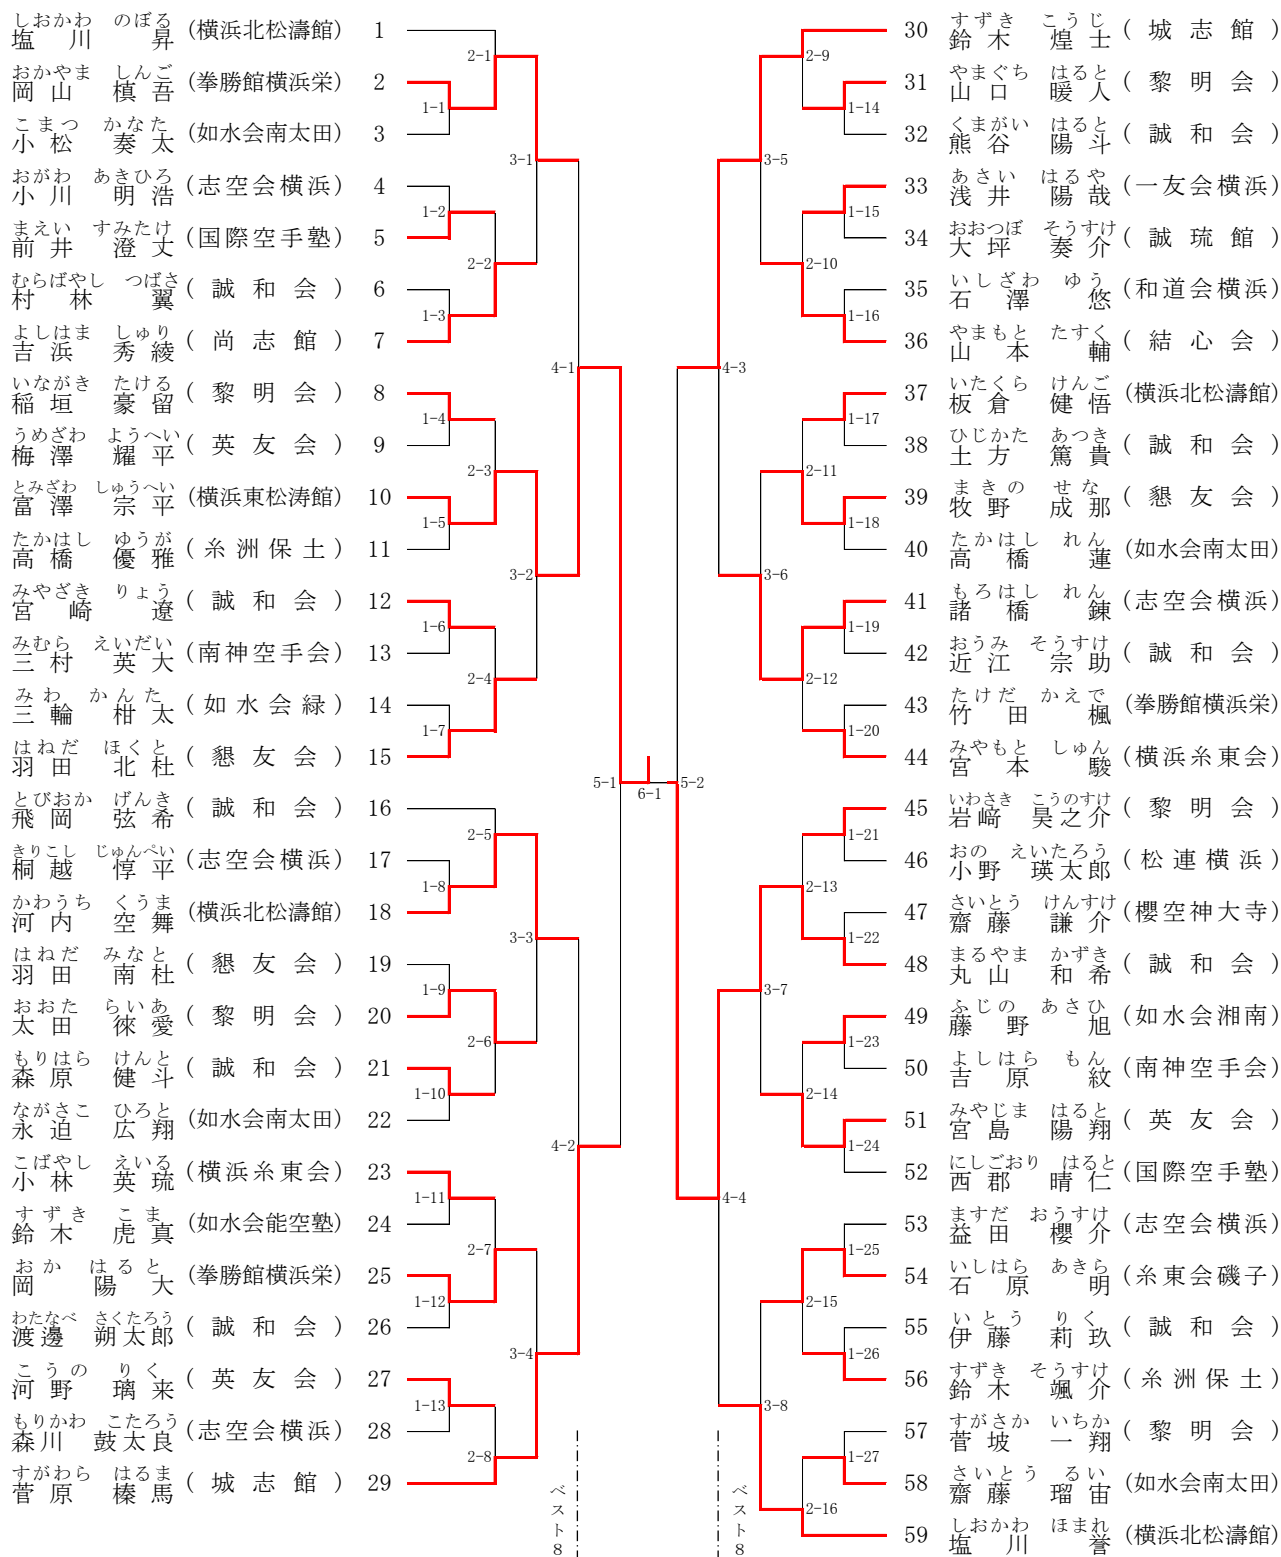 しおかわ のぼる
塩川 昇 (横浜北松濤館) 1
おかやま しんご
岡山 槙吾 (拳勝館横浜栄) 2
こまつ かなた
小松 奏太 (如水会南太田) 3
おがわ あきひろ
小川 明浩 (志空会横浜) 4
まえい すみたけ
前井 澄丈 (国際空手塾) 5
むらばやし つばさ
村林 翼 (誠和会) 6
よしはま しゅり
吉浜 秀綾 (尚志館) 7
いながき たける
稲垣 豪留 (黎明会) 8
うめざわ ようへい
梅澤 耀平 (英友会) 9
とみざわ しゅうへい
富澤 宗平 (横浜東松涛館) 10
たかはし ゆうが
高橋 優雅 (糸洲保土) 11
みやざき りょう
宮崎 遼 (誠和会) 12
みむら えいだい
三村 英大 (南神空手会) 13
みわ かんた
三輪 柑太 (如水会緑) 14
はねだ ほくと
羽田 北杜 (懇友会) 15
とびおか げんき
飛岡 弦希 (誠和会) 16
きりこし じゅんぺい
桐越 惇平 (志空会横浜) 17
かわうち くうま
河内 空舞 (横浜北松濤館) 18
はねだ みなと
羽田 南杜 (懇友会) 19
おおた らいあ
太田 徠愛 (黎明会) 20
もりはら けんと
森原 健斗 (誠和会) 21
ながさこ ひろと
永迫 広翔 (如水会南太田) 22
こばやし えいる
小林 英琉 (横浜糸東会) 23
すずき こま
鈴木 虎真 (如水会能空塾) 24
おか はると
岡 陽大 (拳勝館横浜栄) 25
わたなべ さくたろう
渡邊 朔太郎 (誠和会) 26
こうの りく
河野 璃来 (英友会) 27
もりかわ こたろう
森川 鼓太良 (志空会横浜) 28
すがわら はるま
菅原 榛馬 (城志館) 29
2-1
1-1
3-1
1-2
2-2
1-3
4-1
1-4
2-3
1-5
3-2
1-6
2-4
1-7
5-1
6-1
5-2
2-5
1-8
3-3
1-9
2-6
1-10
4-2
1-11
2-7
1-12
3-4
1-13
2-8
ベスト8
ベスト8
2-9
1-14
3-5
1-15
2-10
1-16
4-3
1-17
2-11
1-18
3-6
1-19
2-12
1-20
1-21
2-13
1-22
3-7
1-23
2-14
1-24
4-4
1-25
2-15
1-26
3-8
1-27
2-16
すずき こうじ
30 鈴木 煌士 (城志館)
やまぐち はると
31 山口 暖人 (黎明会)
くまがい はると
32 熊谷 陽斗 (誠和会)
あさい はるや
33 浅井 陽哉 (一友会横浜)
おおつぼ そうすけ
34 大坪 奏介 (誠琉館)
いしざわ ゆう
35 石澤 悠 (和道会横浜)
やまもと たすく
36 山本 輔 (結心会)
いたくら けんご
37 板倉 健悟 (横浜北松濤館)
ひじかた あつき
38 土方 篤貴 (誠和会)
まきの せな
39 牧野 成那 (懇友会)
たかはし れん
40 高橋 蓮 (如水会南太田)
もろはし れん
41 諸橋 錬 (志空会横浜)
おうみ そうすけ
42 近江 宗助 (誠和会)
たけだ かえで
43 竹田 楓 (拳勝館横浜栄)
みやもと しゅん
44 宮本 駿 (横浜糸東会)
いわさき こうのすけ
45 岩﨑 昊之介 (黎明会)
おの えいたろう
46 小野 瑛太郎 (松連横浜)
さいとう けんすけ
47 齋藤 謙介 (櫻空神大寺)
まるやま かずき
48 丸山 和希 (誠和会)
ふじの あさひ
49 藤野 旭 (如水会湘南)
よしはら もん
50 吉原 紋 (南神空手会)
みやじま はると
51 宮島 陽翔 (英友会)
にしごおり はると
52 西郡 晴仁 (国際空手塾)
ますだ おうすけ
53 益田 櫻介 (志空会横浜)
いしはら あきら
54 石原 明 (糸東会磯子)
いとう りく
55 伊藤 莉玖 (誠和会)
すずき そうすけ
56 鈴木 颯介 (糸洲保土)
すがさか いちか
57 菅坡 一翔 (黎明会)
さいとう るい
58 齋藤 瑠宙 (如水会南太田)
しおかわ ほまれ
59 塩川 誉 (横浜北松濤館)